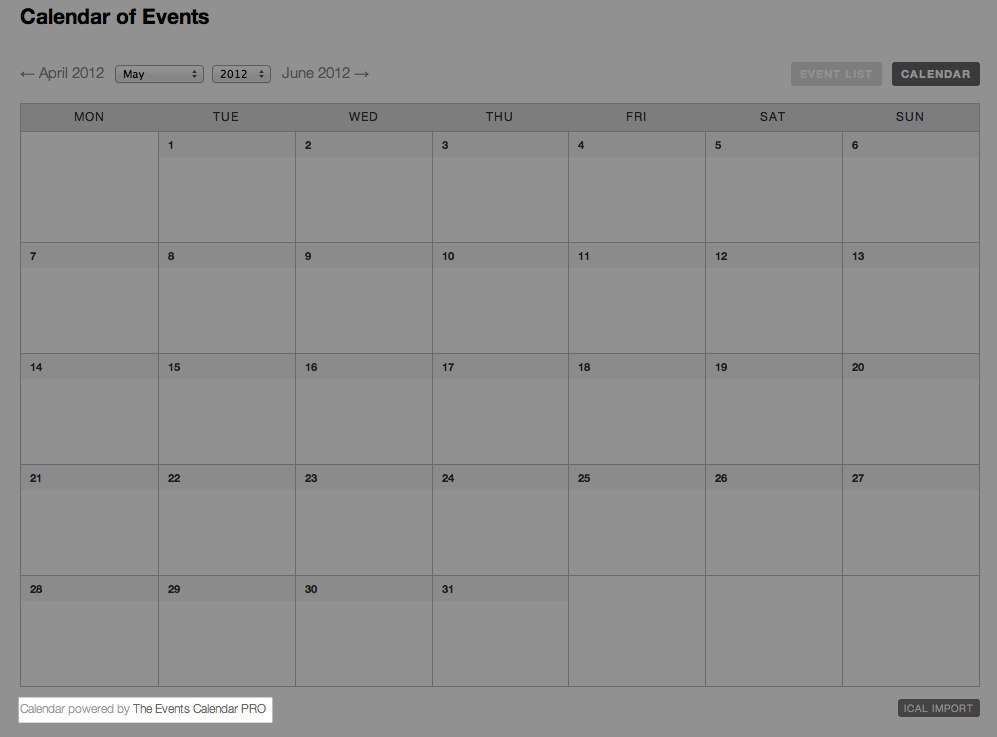 Calendar of Events
← April 2012 May 2012 June 2012 → EVENT LIST CALENDAR
MON TUE WED THU FRI SAT SUN
1 2 3 4 5 6
7 8 9 10 11 12 13
14 15 16 17 18 19 20
21 22 23 24 25 26 27
28 29 30 31
Calendar powered by The Events Calendar PRO ICAL IMPORT